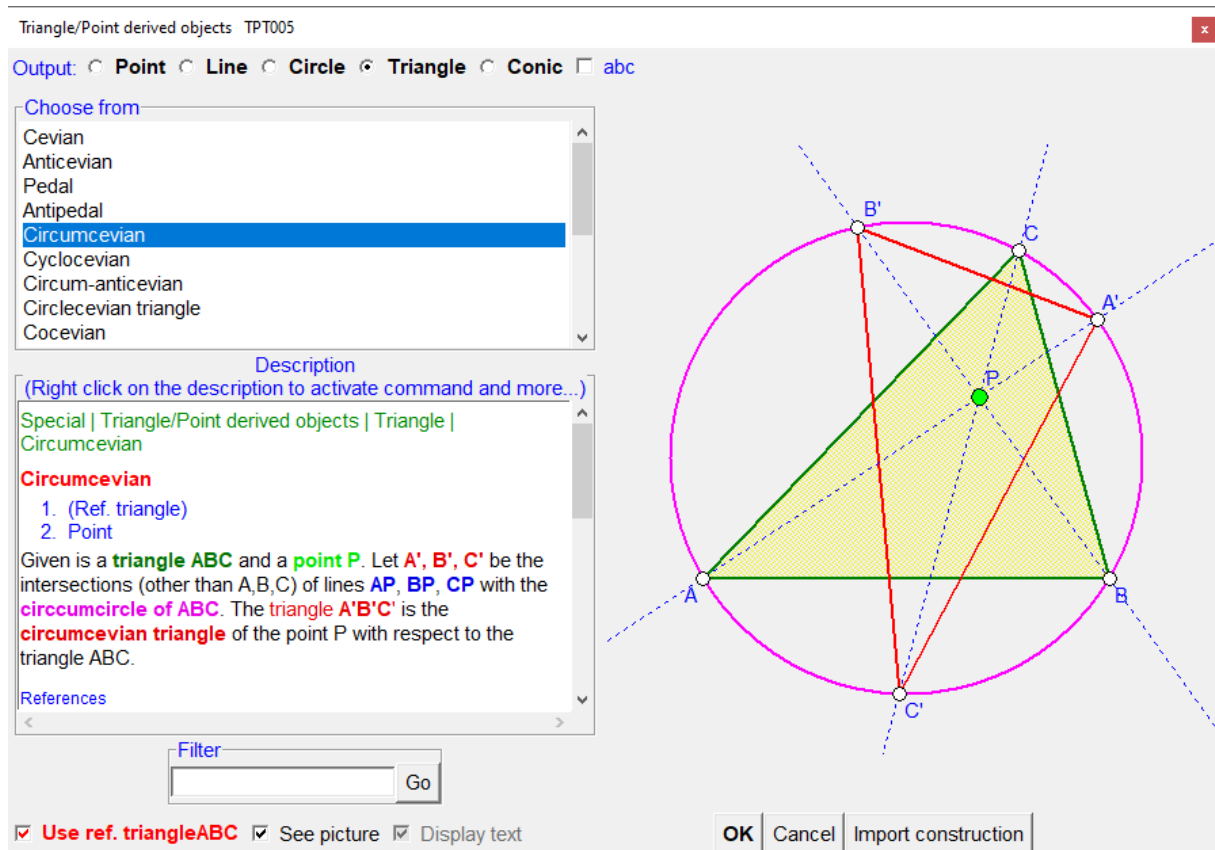 Triangle/Point derived objects TPT005
x
Output: Point Line Circle Triangle Conic abc
Choose from
Cevian
Anticevian
Pedal
Antipedal
Circumcevian
Cyclocevian
Circum-anticevian
Circlecevian triangle
Cocevian
Description
(Right click on the description to activate command and more...)
Special | Triangle/Point derived objects | Triangle |
Circumcevian
Circumcevian
1. (Ref. triangle)
2. Point
Given is a triangle ABC and a point P. Let A', B', C' be the
intersections (other than A,B,C) of lines AP, BP, CP with the
circcumcircle of ABC. The triangle A'B'C' is the
circumcevian triangle of the point P with respect to the
triangle ABC.
References
Filter
Go
Use ref. triangleABC See picture Display text
B'
C
A'
P
A
B
C'
OK Cancel Import construction